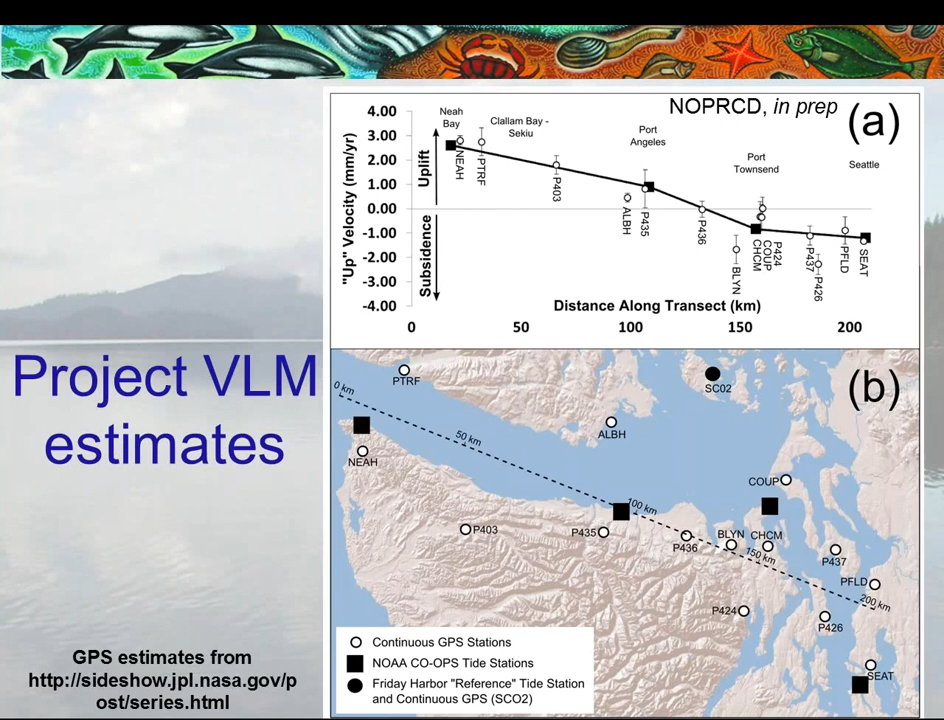 NOPRCD, in prep
(a)
4.00
3.00
2.00
1.00
0.00
-1.00
-2.00
-3.00
-4.00
"Up" Velocity (mm/yr)
Uplift
Subsidence
Neah
Bay
Clallam Bay -
Sekiu
Port
Angeles
Port
Townsend
Seattle
NEAH
PTRF
P403
ALBH
P435
P436
BLYN
CHCM
COUP
P424
P437
P426
PFLD
SEAT
Distance Along Transect (km)
0
50
100
150
200
Project VLM
estimates
GPS estimates from
http://sideshow.jpl.nasa.gov/p
ost/series.html
(b)
PTRF
SC02
0 km
ALBH
50 km
NEAH
COUP
100 km
P403
P435
P436
BLYN
CHCM
150 km
P437
PFLD
200 km
P424
P426
SEAT
Continuous GPS Stations
NOAA CO-OPS Tide Stations
Friday Harbor "Reference" Tide Station
and Continuous GPS (SCO2)